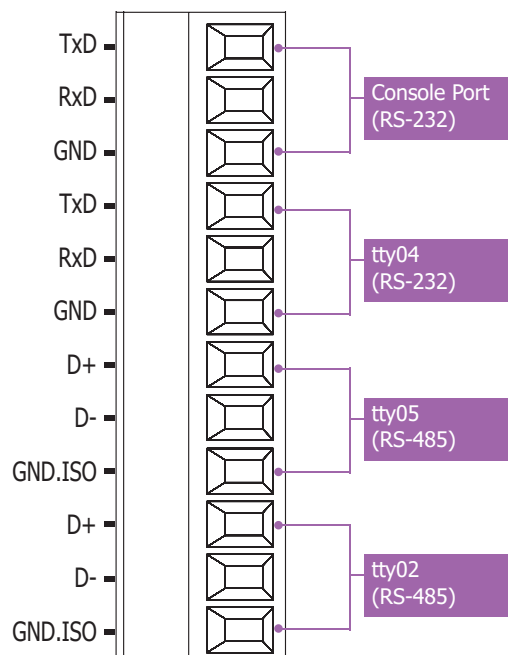 TxD
RxD
GND
TxD
RxD
GND
D+
D-
GND.ISO
D+
D-
GND.ISO
Console Port
(RS-232)
tty04
(RS-232)
tty05
(RS-485)
tty02
(RS-485)